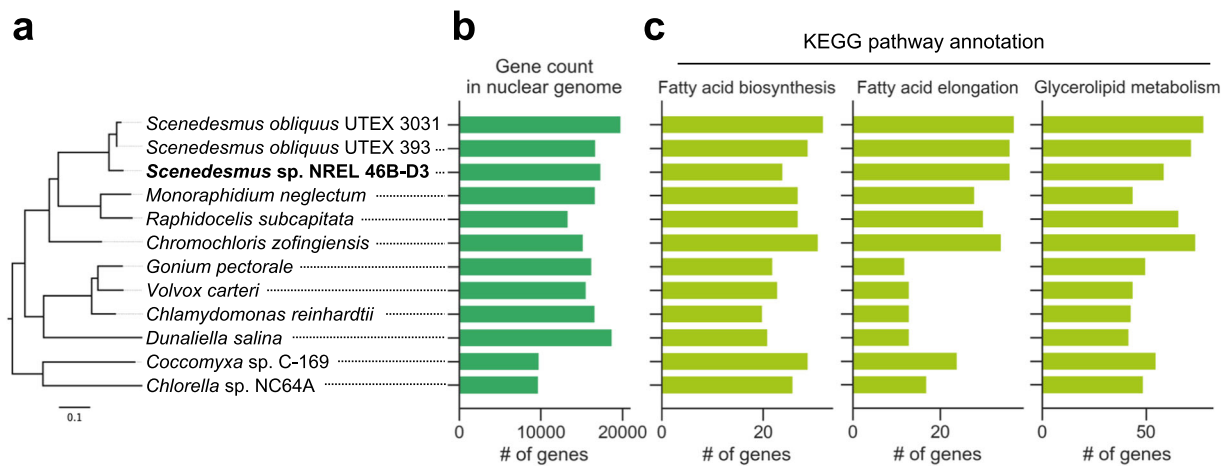 a
b
c
KEGG pathway annotation
Gene count
in nuclear genome
Fatty acid biosynthesis
Fatty acid elongation
Glycerolipid metabolism
Scenedesmus obliquus UTEX 3031
Scenedesmus obliquus UTEX 393
Scenedesmus sp. NREL 46B-D3
Monoraphidium neglectum
Raphidocelis subcapitata
Chromochloris zofingiensis
Gonium pectorale
Volvox carteri
Chlamydomonas reinhardtii
Dunaliella salina
Coccomyxa sp. C-169
Chlorella sp. NC64A
0.1
0 10000 20000
# of genes
0 20
# of genes
0 20
# of genes
0 50
# of genes